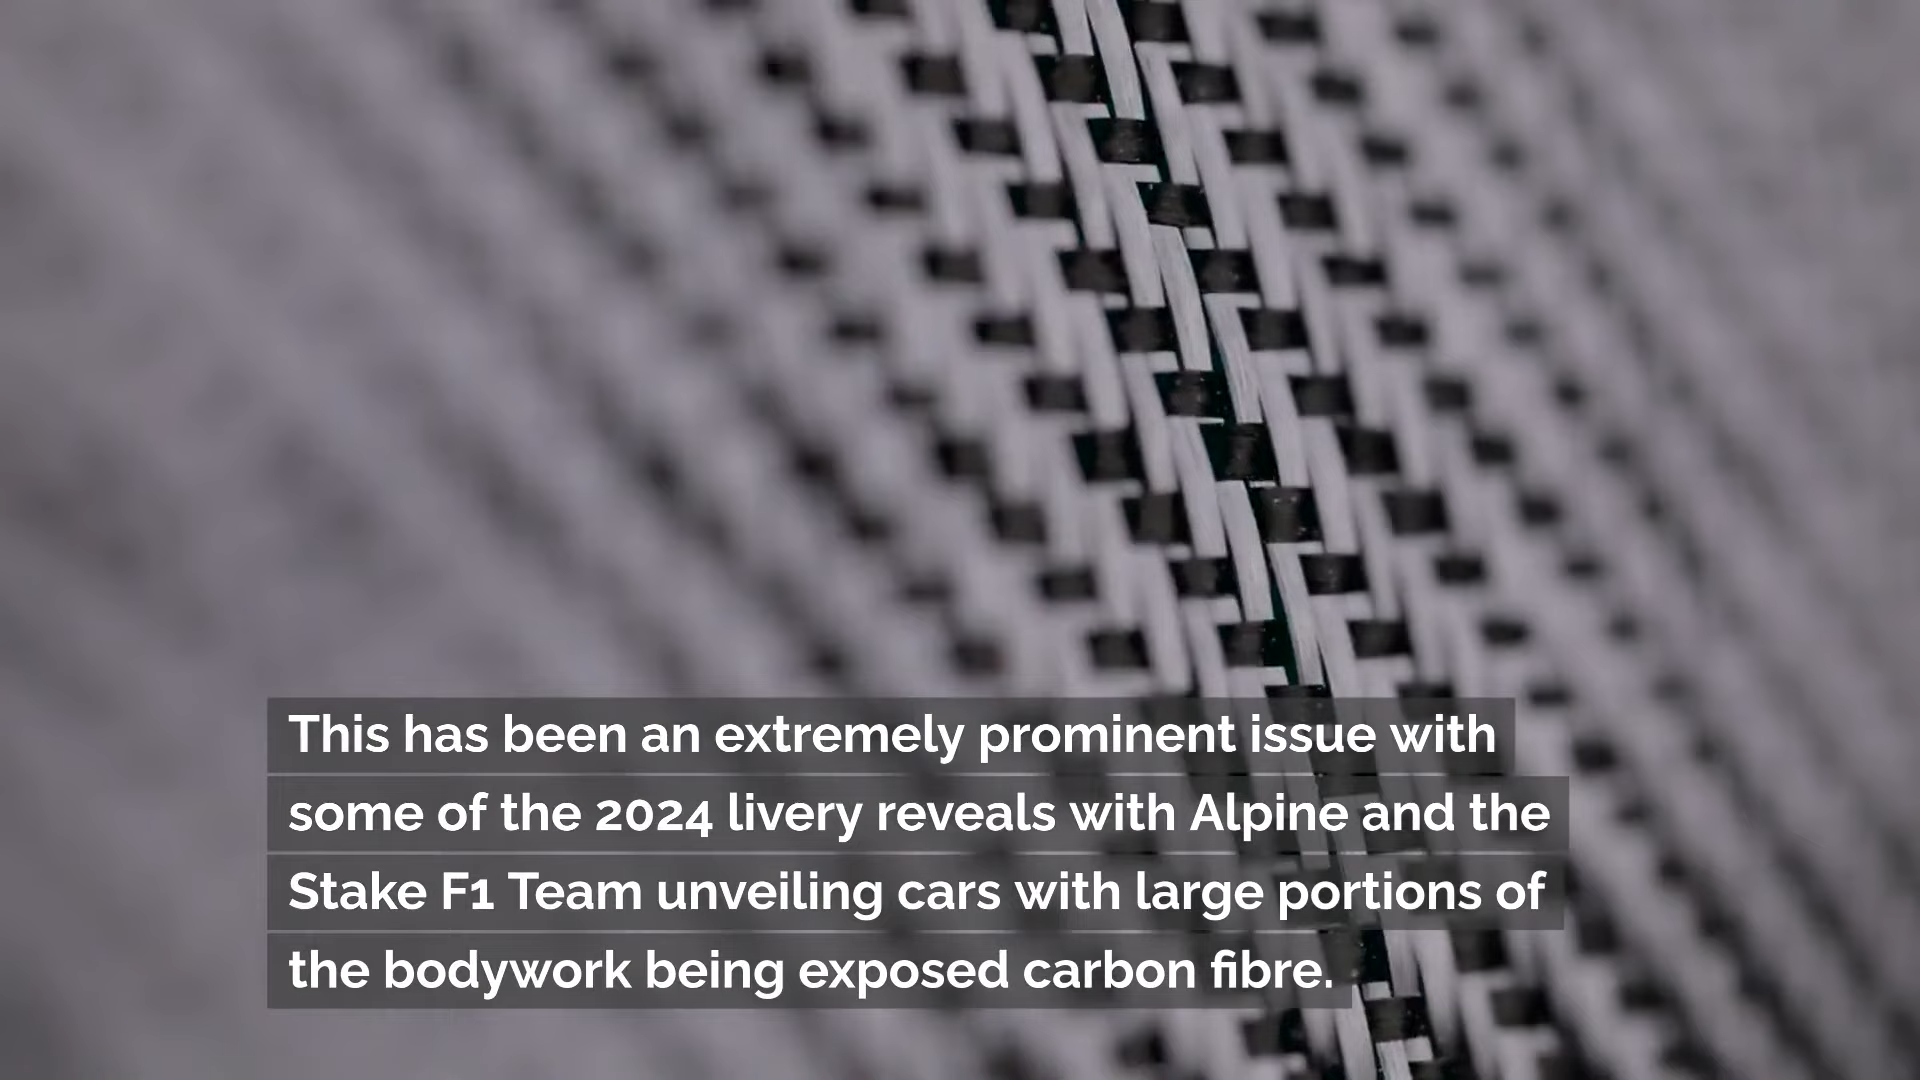 This has been an extremely prominent issue with
some of the 2024 livery reveals with Alpine and the
Stake F1 Team unveiling cars with large portions of
the bodywork being exposed carbon fibre.